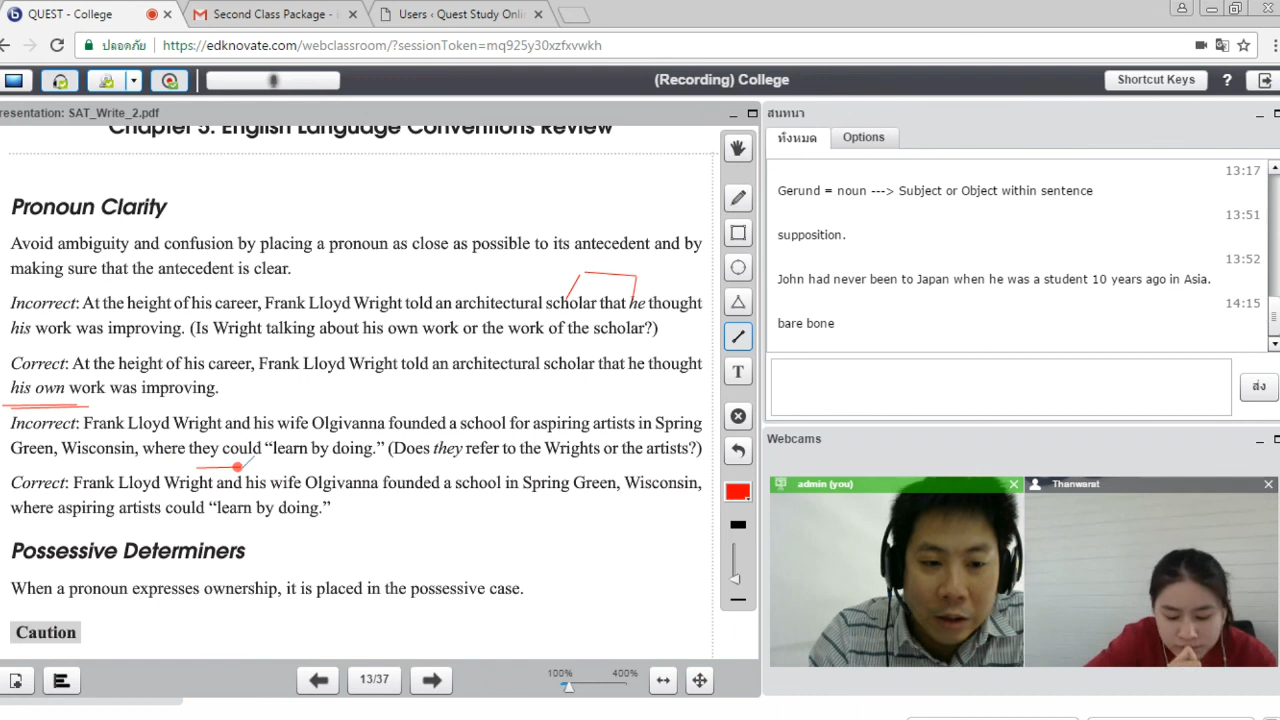 QUEST - College
Second Class Package -
Users ‹ Quest Study Onli
ปลอดภัย
https://edknovate.com/webclassroom/?sessionToken=mq925y30xzfxvwkh
(Recording) College
Shortcut Keys
?
resentation: SAT_Write_2.pdf
Chapter 5: English Language Conventions Review
Pronoun Clarity
Avoid ambiguity and confusion by placing a pronoun as close as possible to its antecedent and by
making sure that the antecedent is clear.
Incorrect: At the height of his career, Frank Lloyd Wright told an architectural scholar that he thought
his work was improving. (Is Wright talking about his own work or the work of the scholar?)
Correct: At the height of his career, Frank Lloyd Wright told an architectural scholar that he thought
his own work was improving.
Incorrect: Frank Lloyd Wright and his wife Olgivanna founded a school for aspiring artists in Spring
Green, Wisconsin, where they could “learn by doing.” (Does they refer to the Wrights or the artists?)
Correct: Frank Lloyd Wright and his wife Olgivanna founded a school in Spring Green, Wisconsin,
where aspiring artists could “learn by doing.”
Possessive Determiners
When a pronoun expresses ownership, it is placed in the possessive case.
Caution
T
13/37
100%
400%
สนทนา
ทั้งหมด
Options
13:17
Gerund = noun ---> Subject or Object within sentence
13:51
supposition.
13:52
John had never been to Japan when he was a student 10 years ago in Asia.
14:15
bare bone
ส่ง
Webcams
admin (you)
Thanwarat